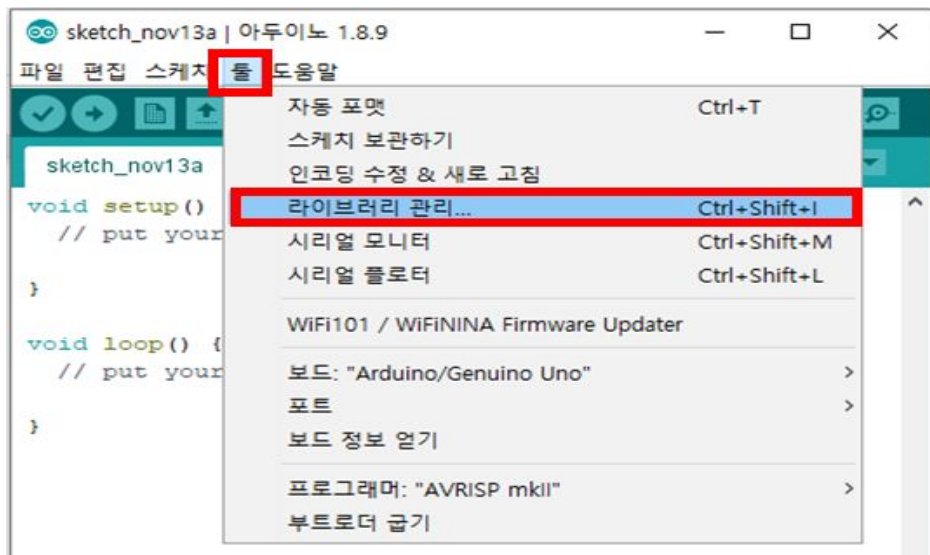 sketch_nov13a | 아두이노 1.8.9
파일 편집 스케치 툴 도움말
자동 포맷 Ctrl+T
스케치 보관하기
sketch_nov13a
인코딩 수정 & 새로 고침
void setup()
라이브러리 관리... Ctrl+Shift+I
// put your
시리얼 모니터 Ctrl+Shift+M
시리얼 플로터 Ctrl+Shift+L
}
WiFi101 / WiFiNINA Firmware Updater
void loop() {
// put your
보드: "Arduino/Genuino Uno"
포트
}
보드 정보 얻기
프로그래머: "AVRISP mkII"
부트로더 굽기